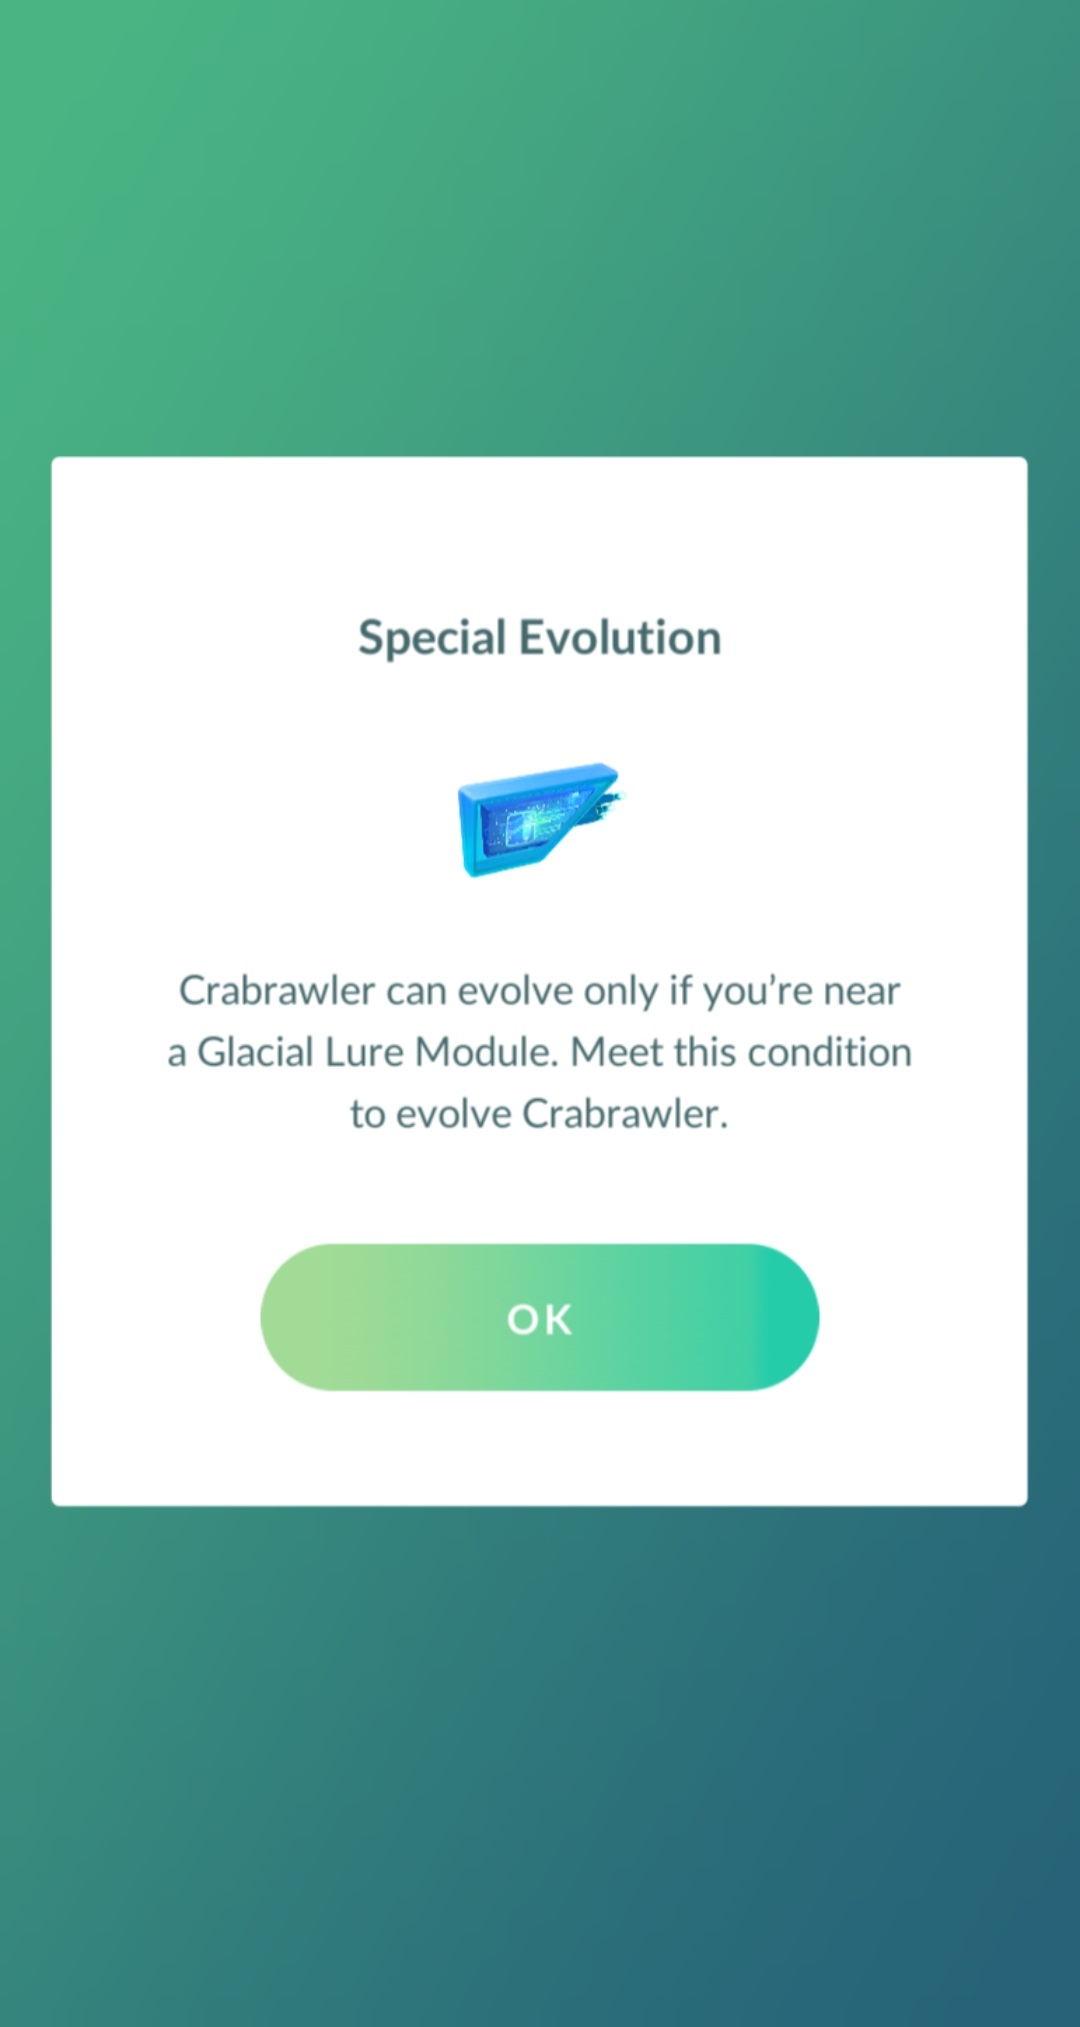 Special Evolution
Crabrawler can evolve only if you’re near
a Glacial Lure Module. Meet this condition
to evolve Crabrawler.
OK